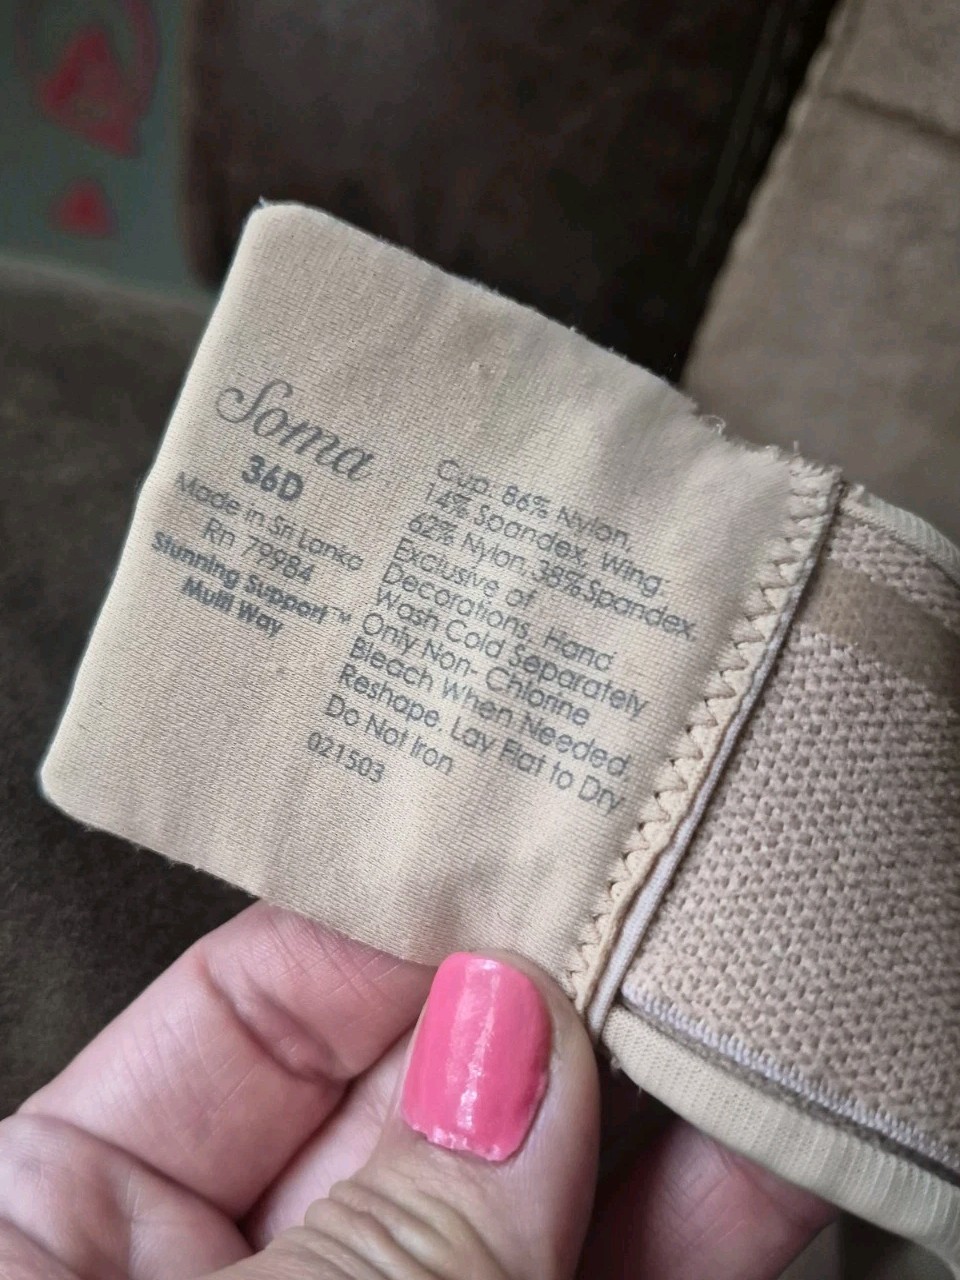 Soma
36D
Made in Sri Lanka
Rn 79984
Stunning Support™
Multi Way
Cup: 86% Nylon,
14% Spandex, Wing:
62% Nylon, 38% Spandex.
Exclusive of
Decorations, Hand
Wash Cold Separately
Only Non- Chlorine
Bleach When Needed.
Reshape, Lay Flat to Dry
Do Not Iron
021503